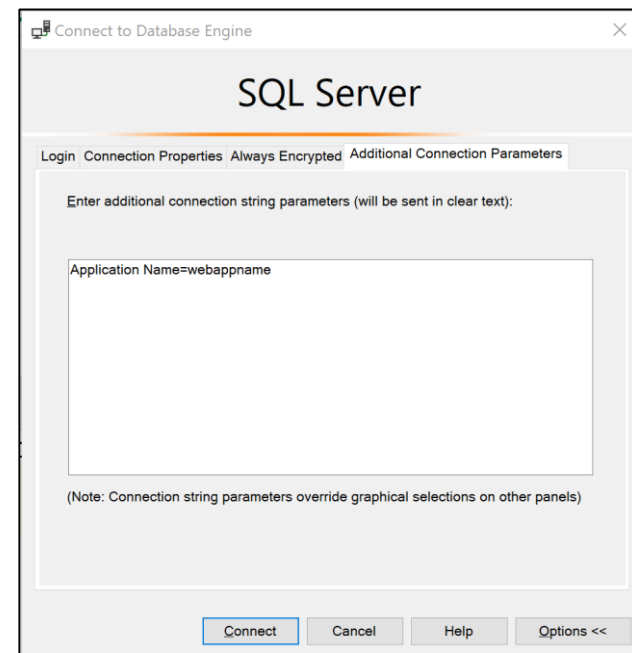 Connect to Database Engine
SQL Server
Login Connection Properties Always Encrypted Additional Connection Parameters
Enter additional connection string parameters (will be sent in clear text):
Application Name=webappname
(Note: Connection string parameters override graphical selections on other panels)
Connect Cancel Help Options <<